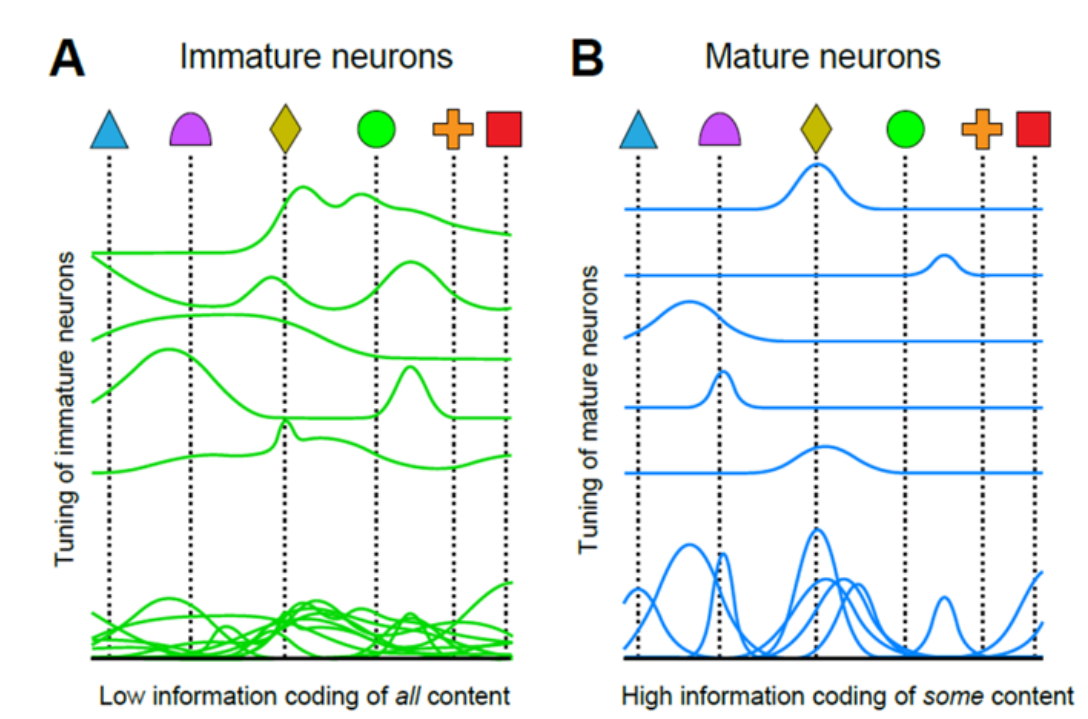 A
Immature neurons
B
Mature neurons
Tuning of immature neurons
Tuning of mature neurons
Low information coding of all content
High information coding of some content